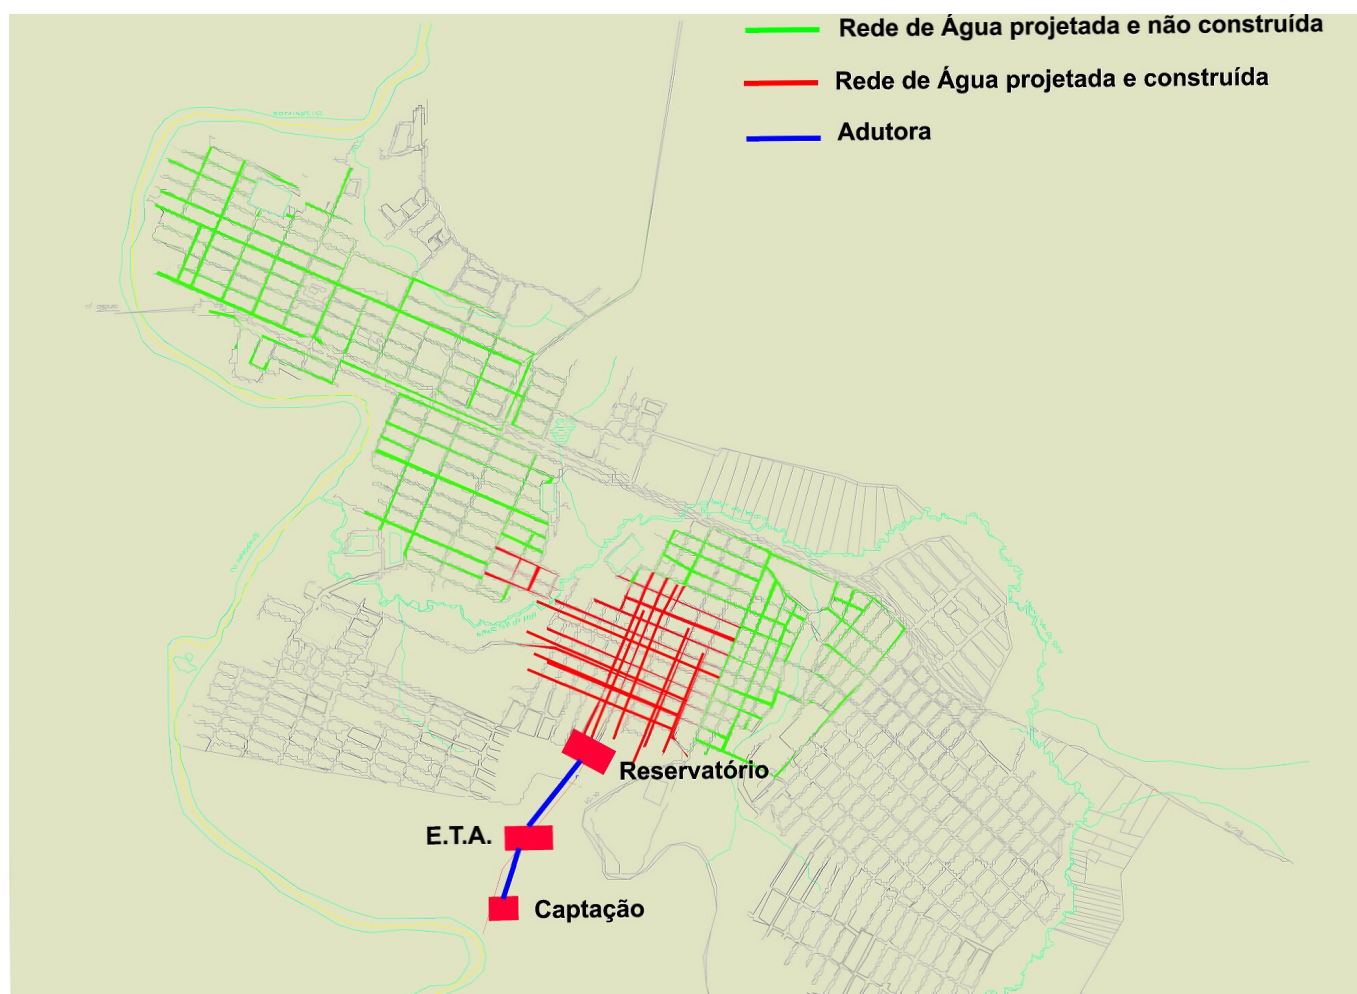 Rede de Água projetada e não construída
Rede de Água projetada e construída
Adutora
Reservatório
E.T.A.
Captação